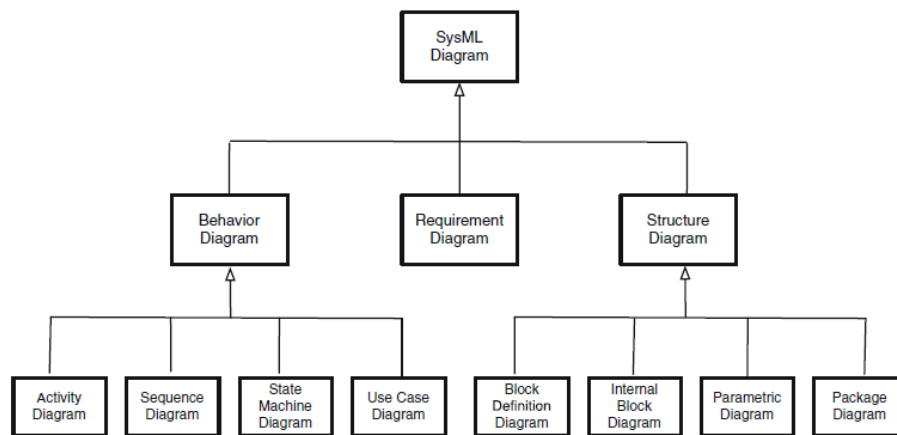 SysML
Diagram
Behavior
Diagram
Requirement
Diagram
Structure
Diagram
Activity
Diagram
Sequence
Diagram
State
Machine
Diagram
Use Case
Diagram
Block
Definition
Diagram
Internal
Block
Diagram
Parametric
Diagram
Package
Diagram